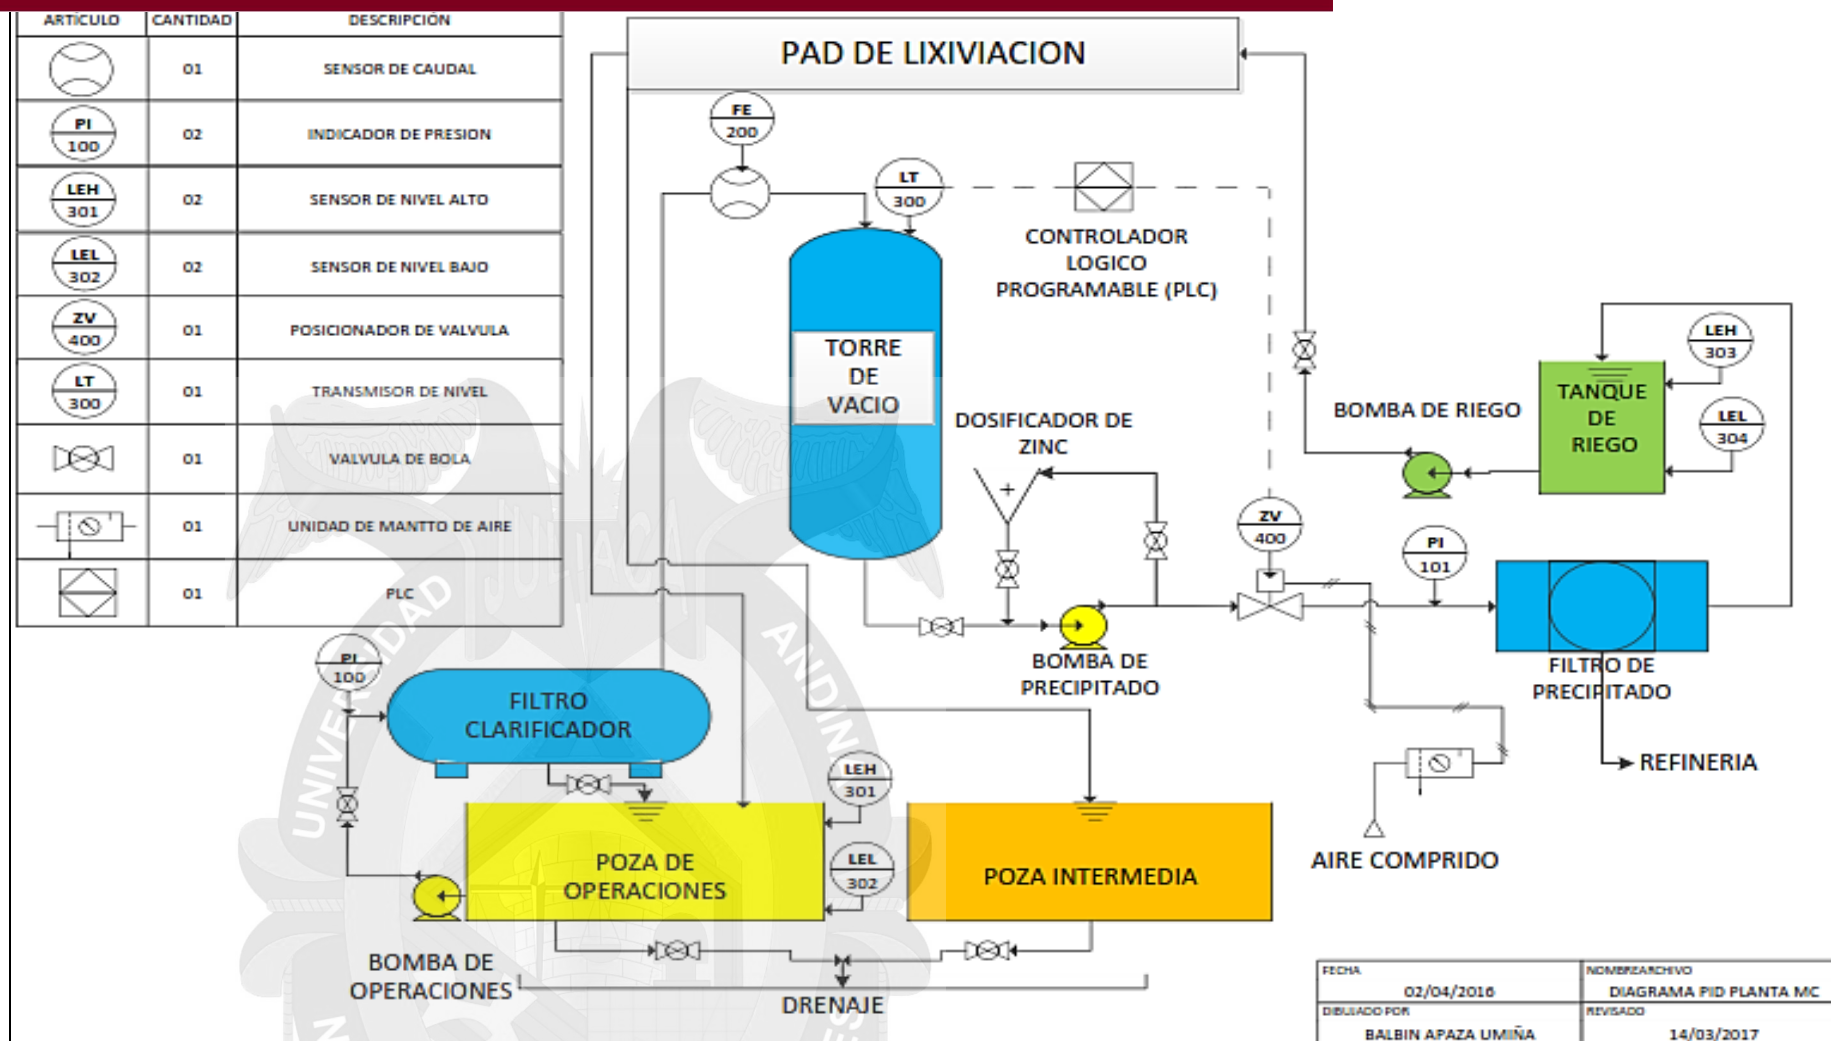 ARTÍCULO CANTIDAD DESCRIPCIÓN
01 SENSOR DE CAUDAL
PI
100
02 INDICADOR DE PRESION
LEH
301
02 SENSOR DE NIVEL ALTO
LEL
302
02 SENSOR DE NIVEL BAJO
ZV
400
01 POSICIONADOR DE VALVULA
LT
300
01 TRANSMISOR DE NIVEL
01 VALVULA DE BOLA
01 UNIDAD DE MANTTO DE AIRE
01 PLC
PAD DE LIXIVIACION
FE
200
LT
300
CONTROLADOR
LOGICO
PROGRAMABLE (PLC)
TORRE
DE
VACIO
DOSIFICADOR DE
ZINC
+
BOMBA DE RIEGO
TANQUE
DE
RIEGO
LEH
303
LEL
304
ZV
400
PI
101
BOMBA DE
PRECIPITADO
FILTRO DE
PRECIPITADO
REFINERIA
AIRE COMPRIDO
PI
100
FILTRO
CLARIFICADOR
LEH
301
LEL
302
POZA DE
OPERACIONES
POZA INTERMEDIA
BOMBA DE
OPERACIONES
DRENAJE
UNIVERSIDAD
ANDIN
JULIACA
FECHA NOMBREARCHIVO
02/04/2016 DIAGRAMA PID PLANTA MC
DIBUJADO POR REVISADO
BALBIN APAZA UMIÑA 14/03/2017